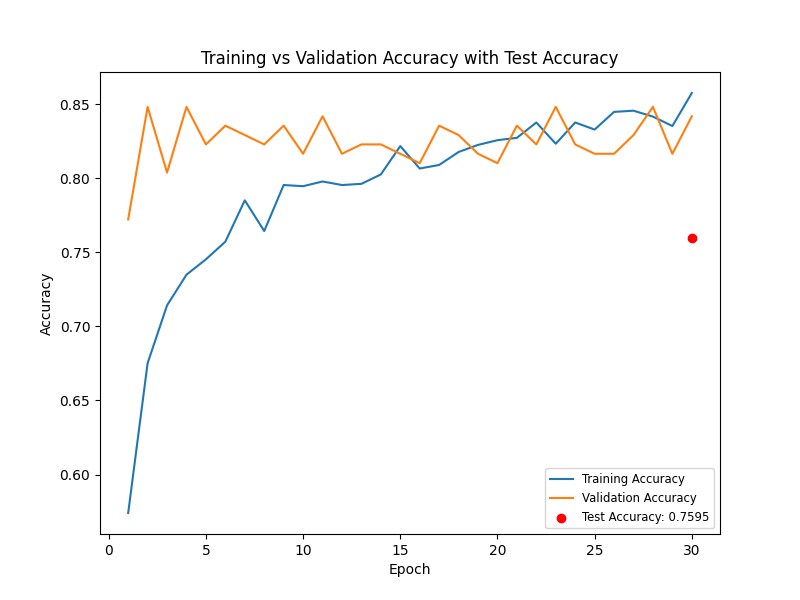 Training vs Validation Accuracy with Test Accuracy
0.85
0.80
0.75
0.70
0.65
0.60
Accuracy
Training Accuracy
Validation Accuracy
Test Accuracy: 0.7595
0 5 10 15 20 25 30
Epoch